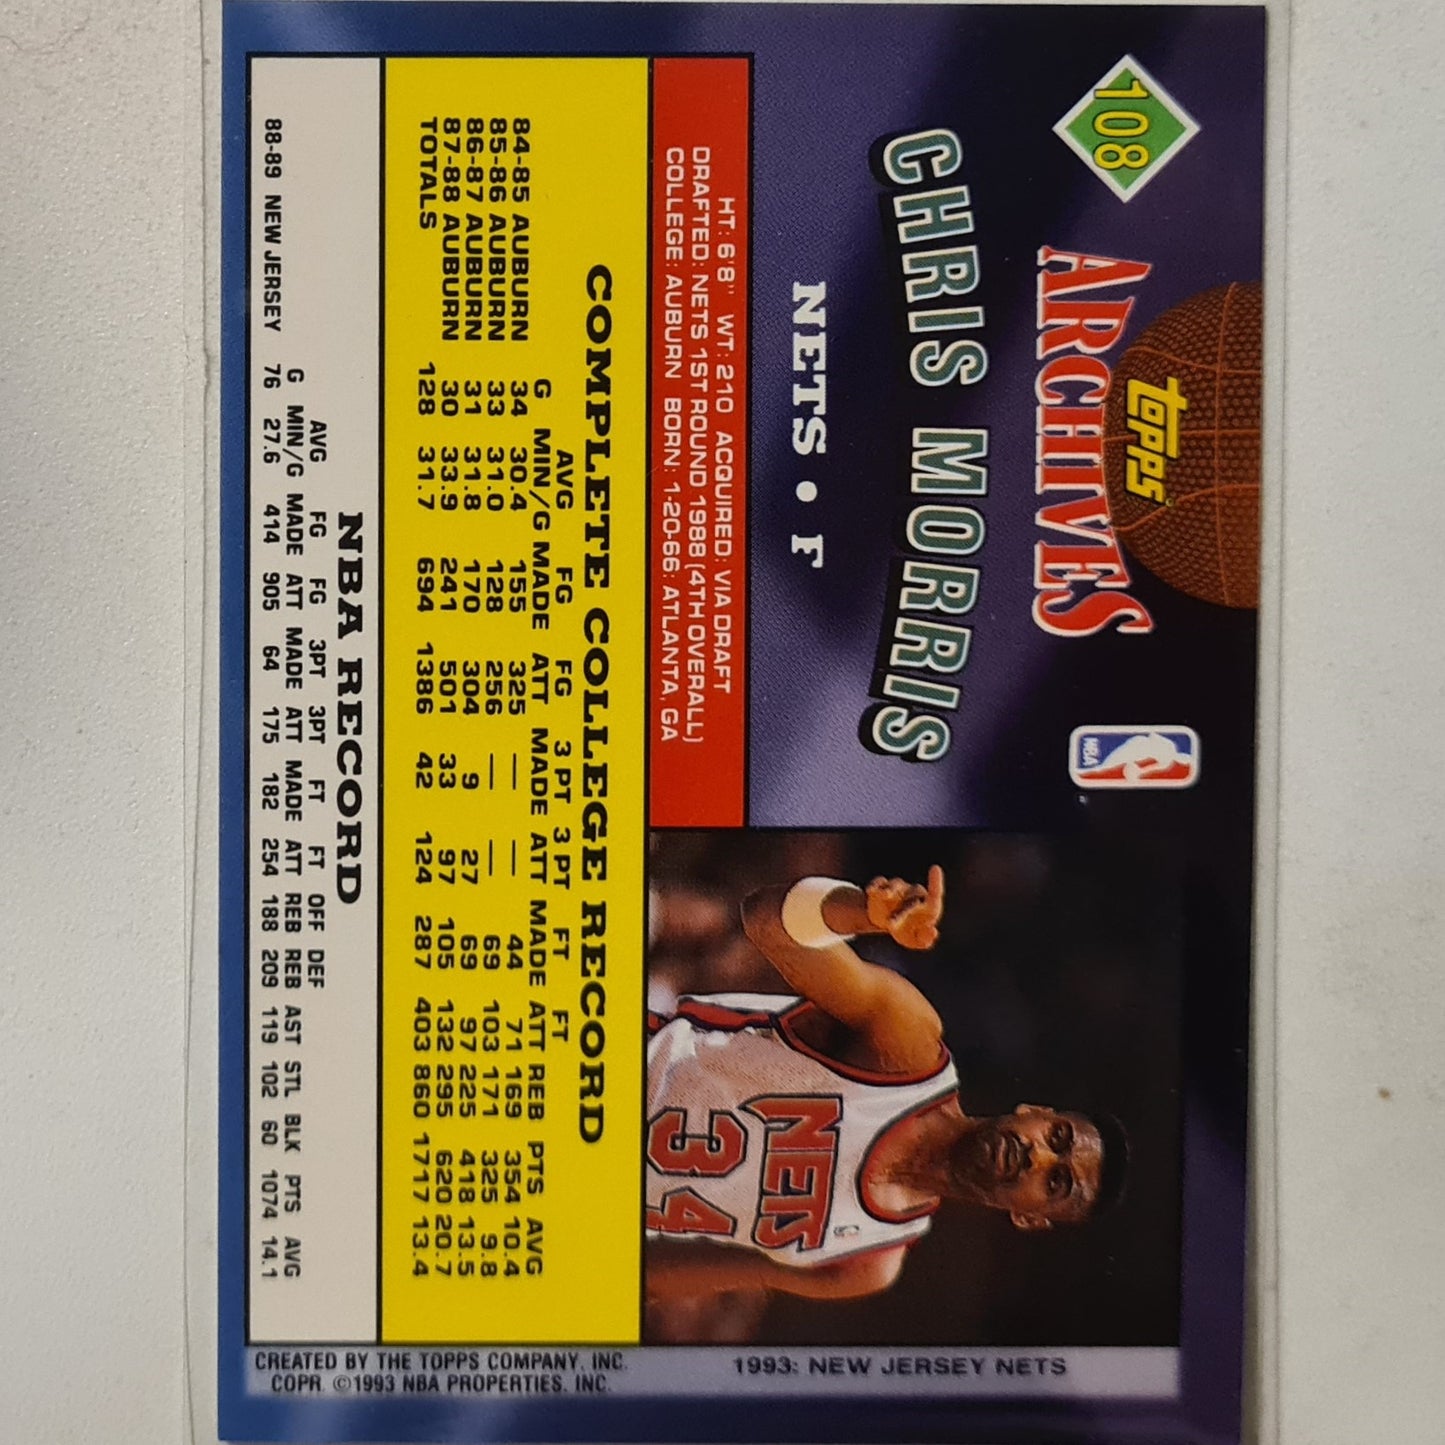 108
topps
ARCHIVES
NBA
CHRIS MORRIS
NETS • F
HT: 6'8" WT: 210 ACQUIRED: VIA DRAFT
DRAFTED: NETS 1ST ROUND 1988 (4TH OVERALL)
COLLEGE: AUBURN BORN: 1-20-66: ATLANTA, GA
NETS
34
1993: NEW JERSEY NETS
COMPLETE COLLEGE RECORD
AVG FG FG 3 PT 3 PT FT FT
G MIN/G MADE ATT MADE ATT MADE ATT REB PTS AVG
84-85 AUBURN 34 30.4 155 325 — — 44 71 169 354 10.4
85-86 AUBURN 33 31.0 128 256 — — 69 103 171 325 9.8
86-87 AUBURN 31 31.8 170 304 9 27 69 97 225 418 13.5
87-88 AUBURN 30 33.9 241 501 33 97 105 132 295 620 20.7
TOTALS 128 31.7 694 1386 42 124 287 403 860 1717 13.4
NBA RECORD
AVG FG FG 3PT 3PT FT FT OFF DEF
G MIN/G MADE ATT MADE ATT MADE ATT REB REB AST STL BLK PTS AVG
88-89 NEW JERSEY 76 27.6 414 905 64 175 182 254 188 209 119 102 60 1074 14.1
CREATED BY THE TOPPS COMPANY, INC.
COPR. ©1993 NBA PROPERTIES, INC.